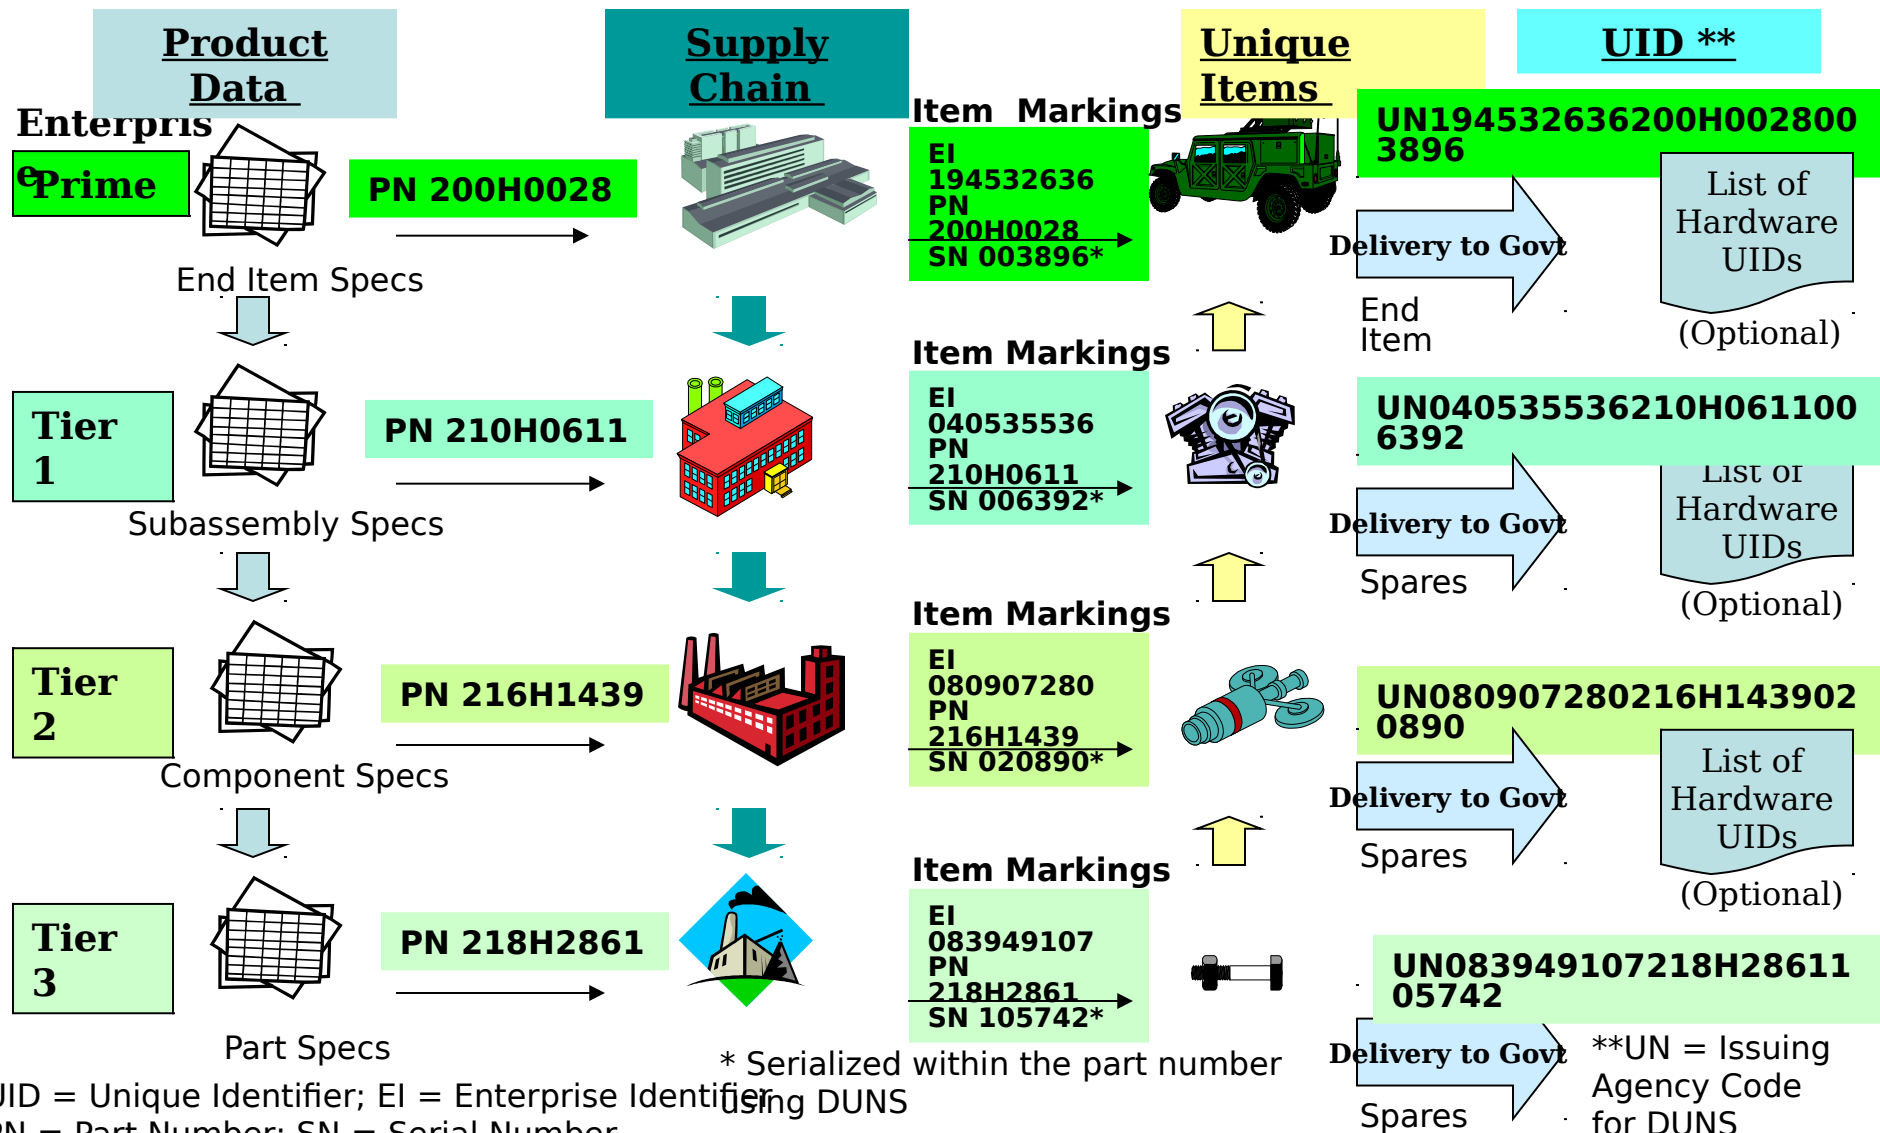 Product
Data
Supply
Chain
Unique
Items
UID **
Enterpris
e
Prime
PN 200H0028
End Item Specs
Item  Markings
EI
194532636
PN
200H0028
SN 003896*
UN194532636200H002800
3896
Delivery to Govt
End
Item
List of
Hardware
UIDs
(Optional)
Tier
1
PN 210H0611
Subassembly Specs
Item Markings
EI
040535536
PN
210H0611
SN 006392*
UN040535536210H061100
6392
Delivery to Govt
Spares
List of
Hardware
UIDs
(Optional)
Tier
2
PN 216H1439
Component Specs
Item Markings
EI
080907280
PN
216H1439
SN 020890*
UN080907280216H143902
0890
Delivery to Govt
Spares
List of
Hardware
UIDs
(Optional)
Tier
3
PN 218H2861
Part Specs
Item Markings
EI
083949107
PN
218H2861
SN 105742*
UN083949107218H28611
05742
Delivery to Govt
Spares
* Serialized within the part number
using DUNS
**UN = Issuing
Agency Code
for DUNS
UID = Unique Identifier; EI = Enterprise Identifier
PN = Part Number; SN = Serial Number